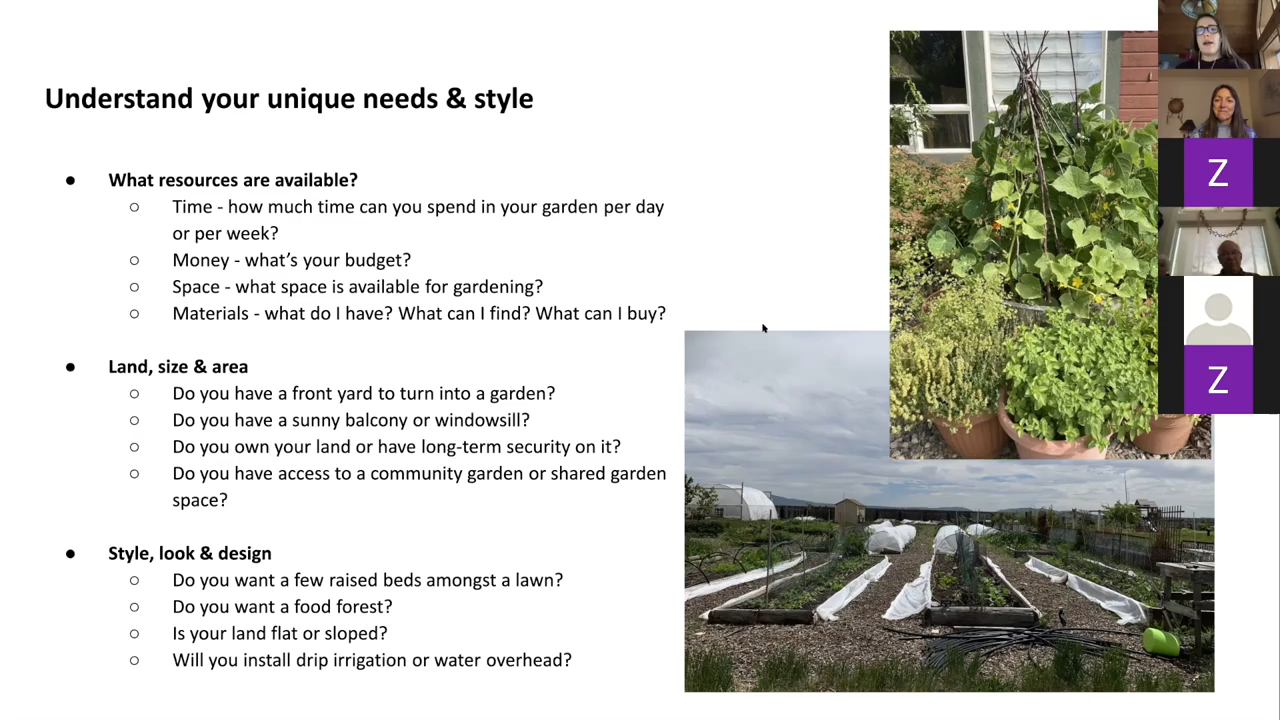 Understand your unique needs & style
● What resources are available?
○ Time - how much time can you spend in your garden per day
or per week?
○ Money - what’s your budget?
○ Space - what space is available for gardening?
○ Materials - what do I have? What can I find? What can I buy?
● Land, size & area
○ Do you have a front yard to turn into a garden?
○ Do you have a sunny balcony or windowsill?
○ Do you own your land or have long-term security on it?
○ Do you have access to a community garden or shared garden
space?
● Style, look & design
○ Do you want a few raised beds amongst a lawn?
○ Do you want a food forest?
○ Is your land flat or sloped?
○ Will you install drip irrigation or water overhead?
Z
Z